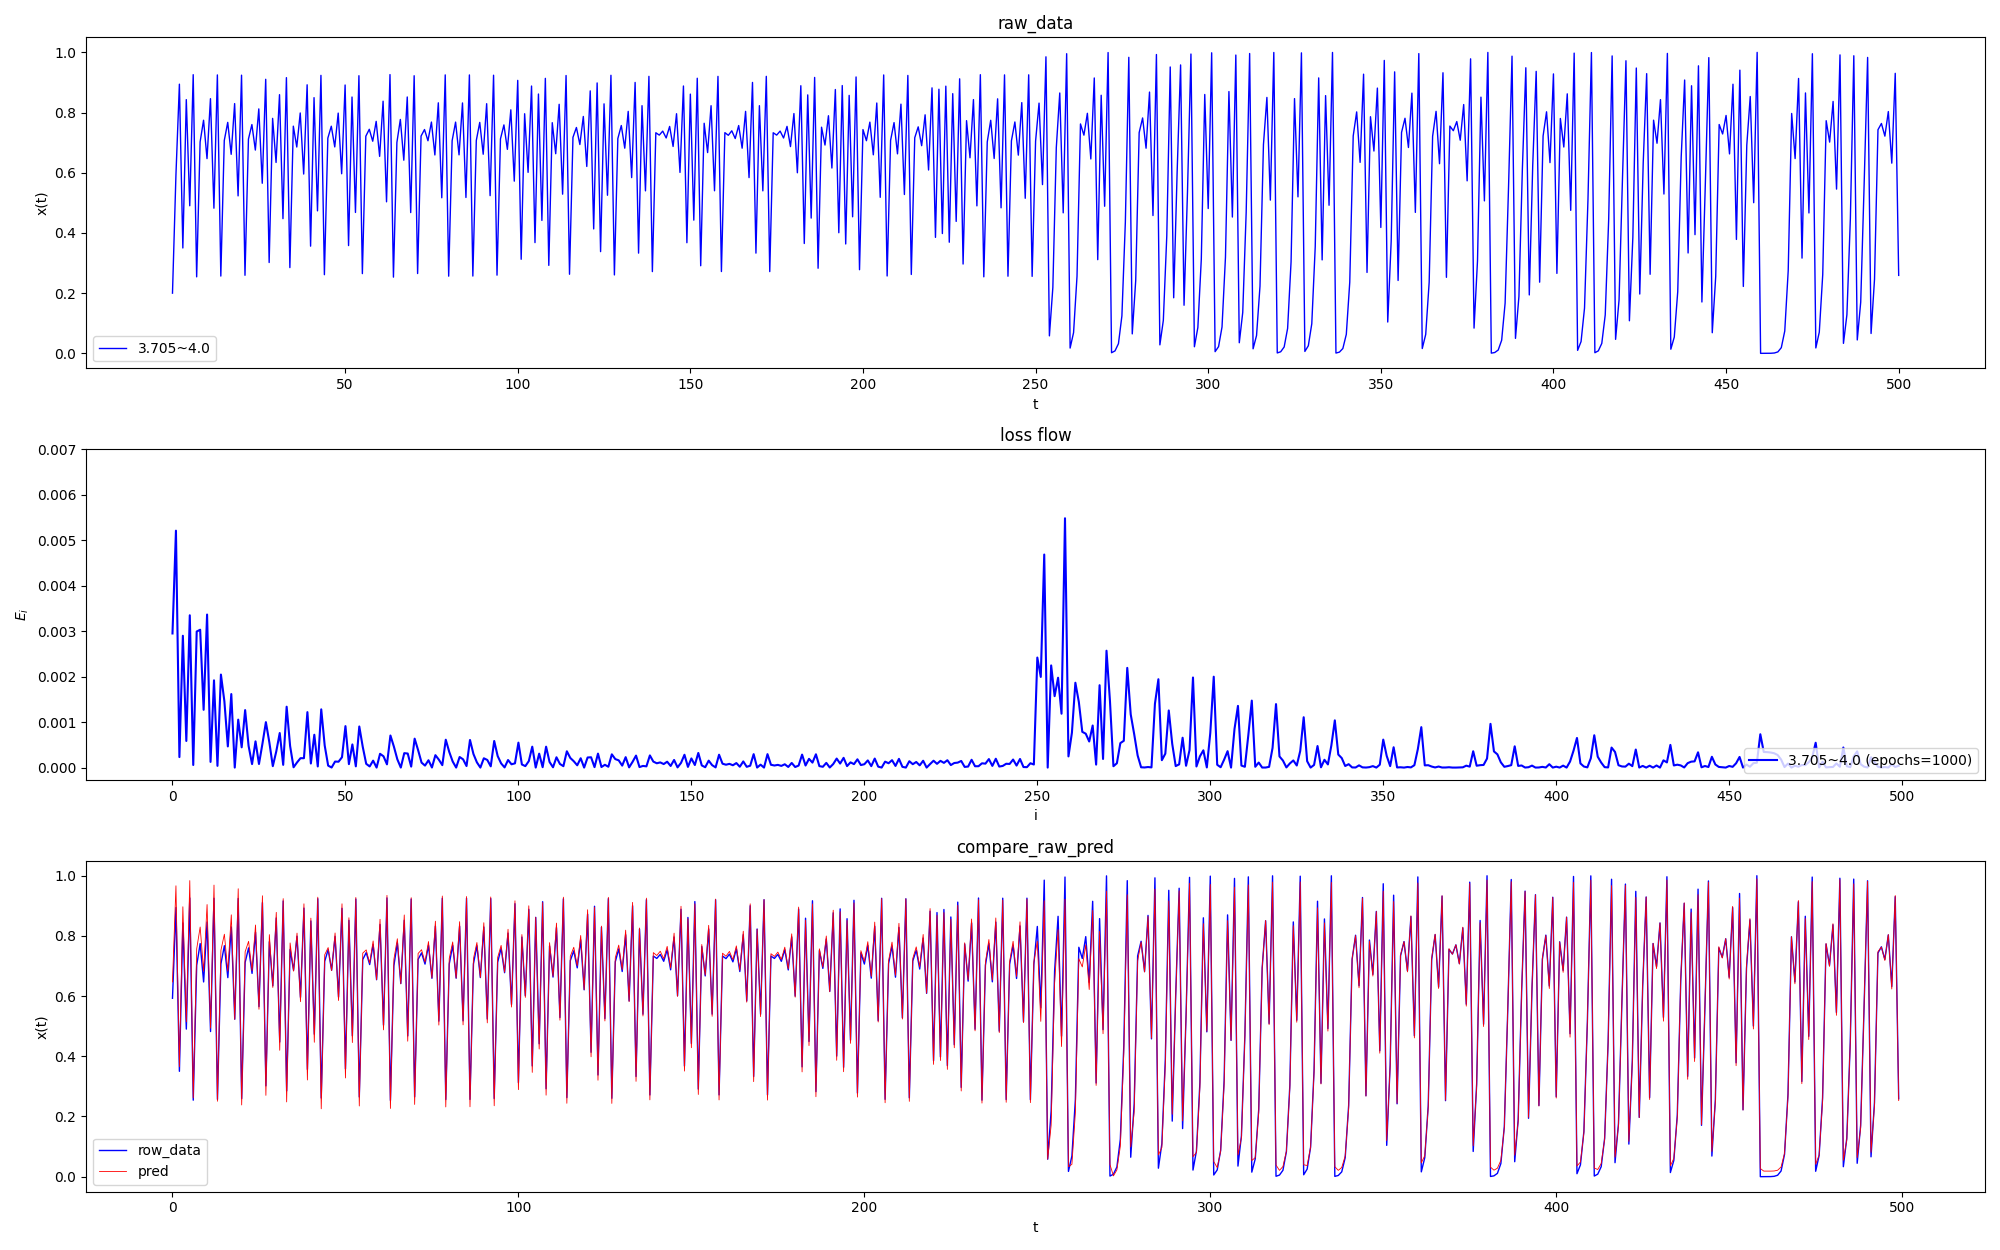 raw_data
1.0
0.8
0.6
0.4
0.2
0.0
x(t)
3.705~4.0
50 100 150 200 250 300 350 400 450 500
t
loss flow
0.007
0.006
0.005
0.004
0.003
0.002
0.001
0.000
E_i
3.705~4.0 (epochs=1000)
0 50 100 150 200 250 300 350 400 450 500
i
compare_raw_pred
1.0
0.8
0.6
0.4
0.2
0.0
x(t)
row_data
pred
0 100 200 300 400 500
t